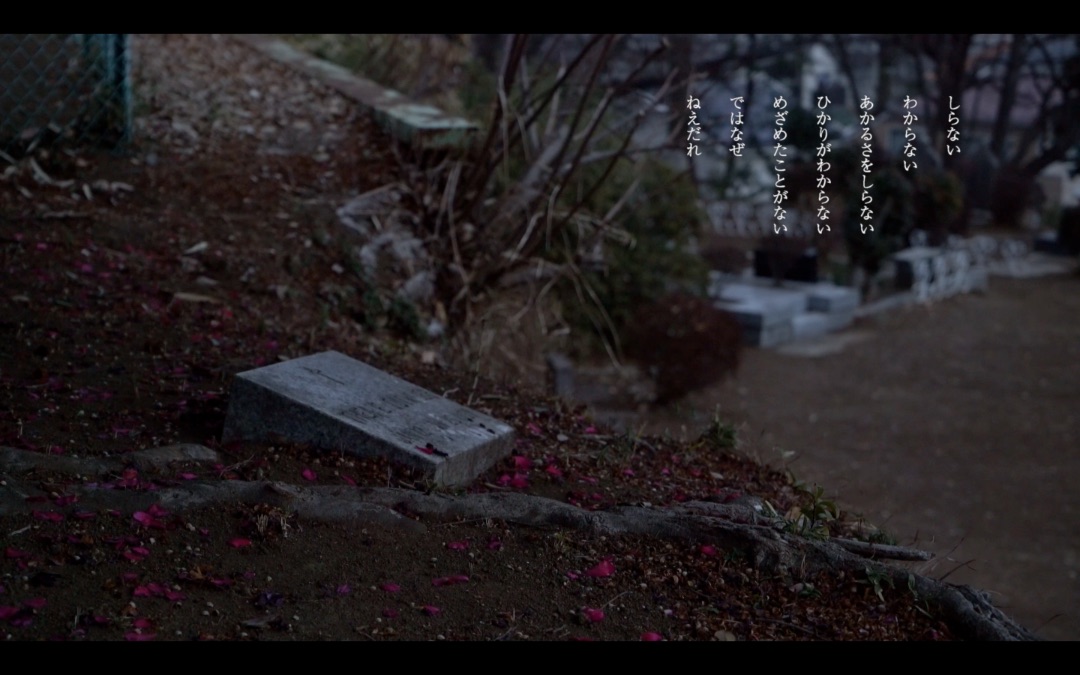 しらない
わからない
あかるさをしらない
ひかりがわからない
めざめたことがない
ではなぜ
ねえだれ